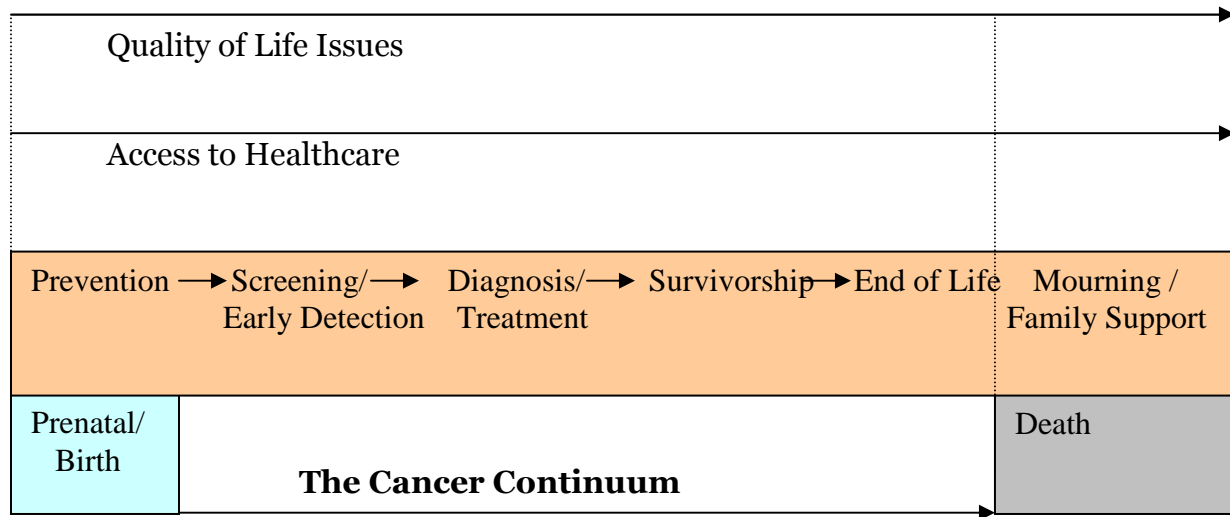 Quality of Life Issues
Access to Healthcare
Prevention
Screening/
Early Detection
Diagnosis/
Treatment
Survivorship
End of Life
Mourning /
Family Support
Prenatal/
Birth
The Cancer Continuum
Death